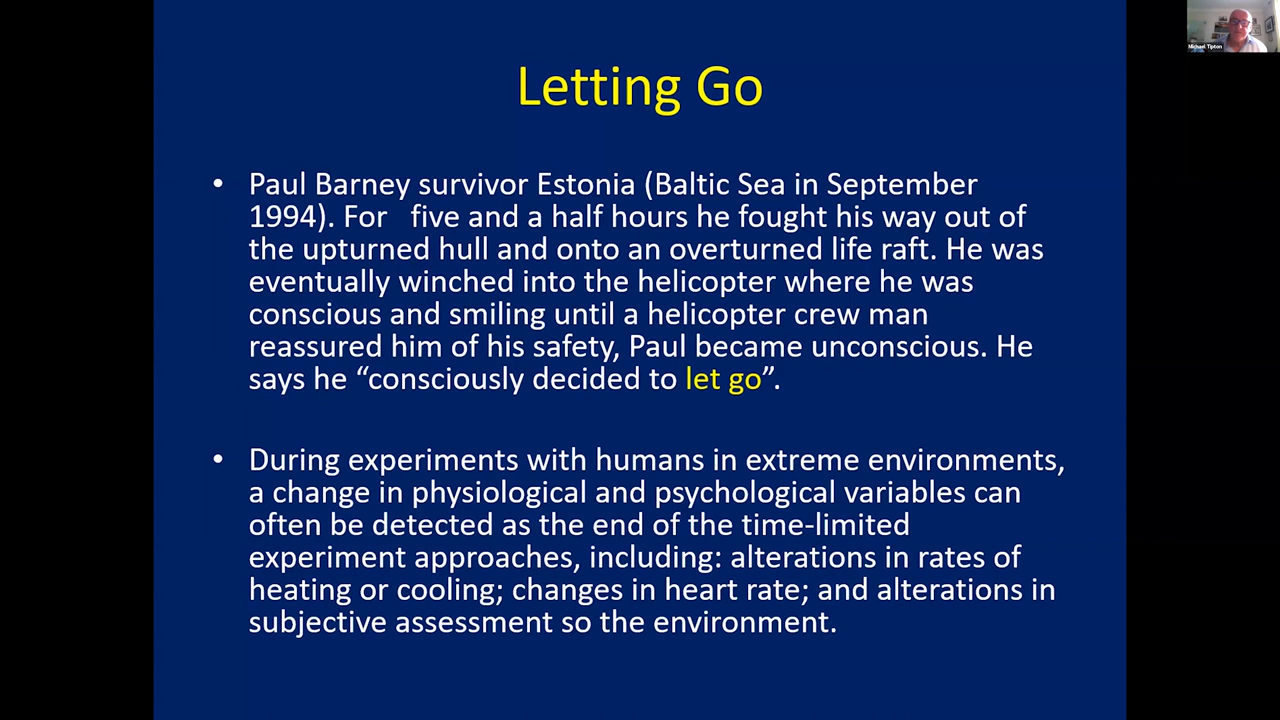 Letting Go
Michael Tipton
• Paul Barney survivor Estonia (Baltic Sea in September
1994). For   five and a half hours he fought his way out of
the upturned hull and onto an overturned life raft. He was
eventually winched into the helicopter where he was
conscious and smiling until a helicopter crew man
reassured him of his safety, Paul became unconscious. He
says he “consciously decided to let go”.
• During experiments with humans in extreme environments,
a change in physiological and psychological variables can
often be detected as the end of the time-limited
experiment approaches, including: alterations in rates of
heating or cooling; changes in heart rate; and alterations in
subjective assessment so the environment.